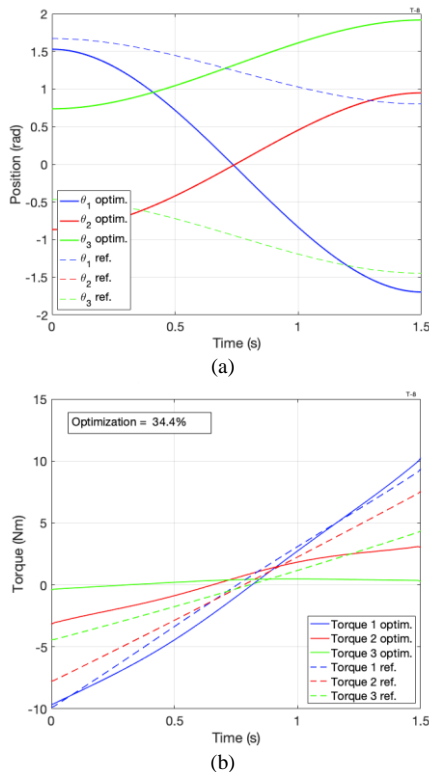 T-8
2
1.5
1
0.5
0
-0.5
-1
-1.5
-2
Position (rad)
θ1 optim.
θ2 optim.
θ3 optim.
θ1 ref.
θ2 ref.
θ3 ref.
0
0.5
1
1.5
Time (s)
(a)
T-8
15
10
5
0
-5
-10
Torque (Nm)
Optimization = 34.4%
Torque 1 optim.
Torque 2 optim.
Torque 3 optim.
Torque 1 ref.
Torque 2 ref.
Torque 3 ref.
0
0.5
1
1.5
Time (s)
(b)